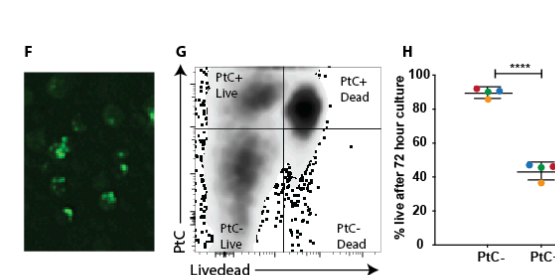 F
G
H
PtC+
Live
PtC+
Dead
PtC-
Live
PtC-
Dead
PtC
Livedead
% live after 72 hour culture
****
100
80
60
40
20
0
PtC-
PtC